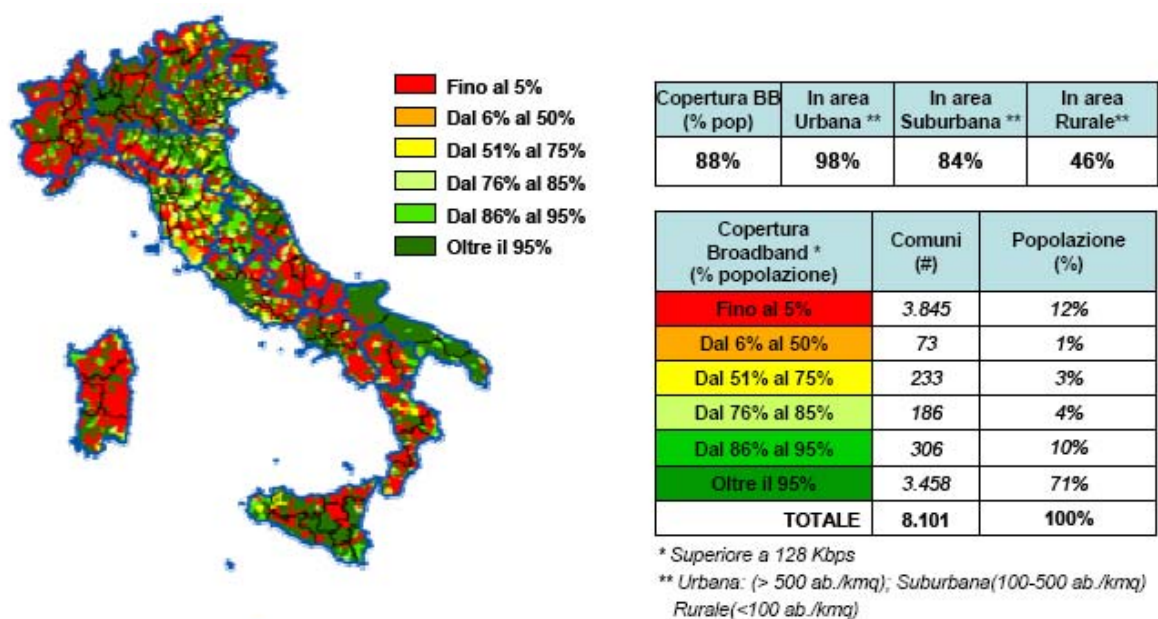 Fino al 5%
Dal 6% al 50%
Dal 51% al 75%
Dal 76% al 85%
Dal 86% al 95%
Oltre il 95%
Copertura BB (% pop) In area Urbana ** In area Suburbana ** In area Rurale**
88% 98% 84% 46%
Copertura Broadband * (% popolazione) Comuni (#) Popolazione (%)
Fino al 5% 3.845 12%
Dal 6% al 50% 73 1%
Dal 51% al 75% 233 3%
Dal 76% al 85% 186 4%
Dal 86% al 95% 306 10%
Oltre il 95% 3.458 71%
TOTALE 8.101 100%
* Superiore a 128 Kbps
** Urbana: (> 500 ab./kmq); Suburbana(100-500 ab./kmq)
Rurale(<100 ab./kmq)